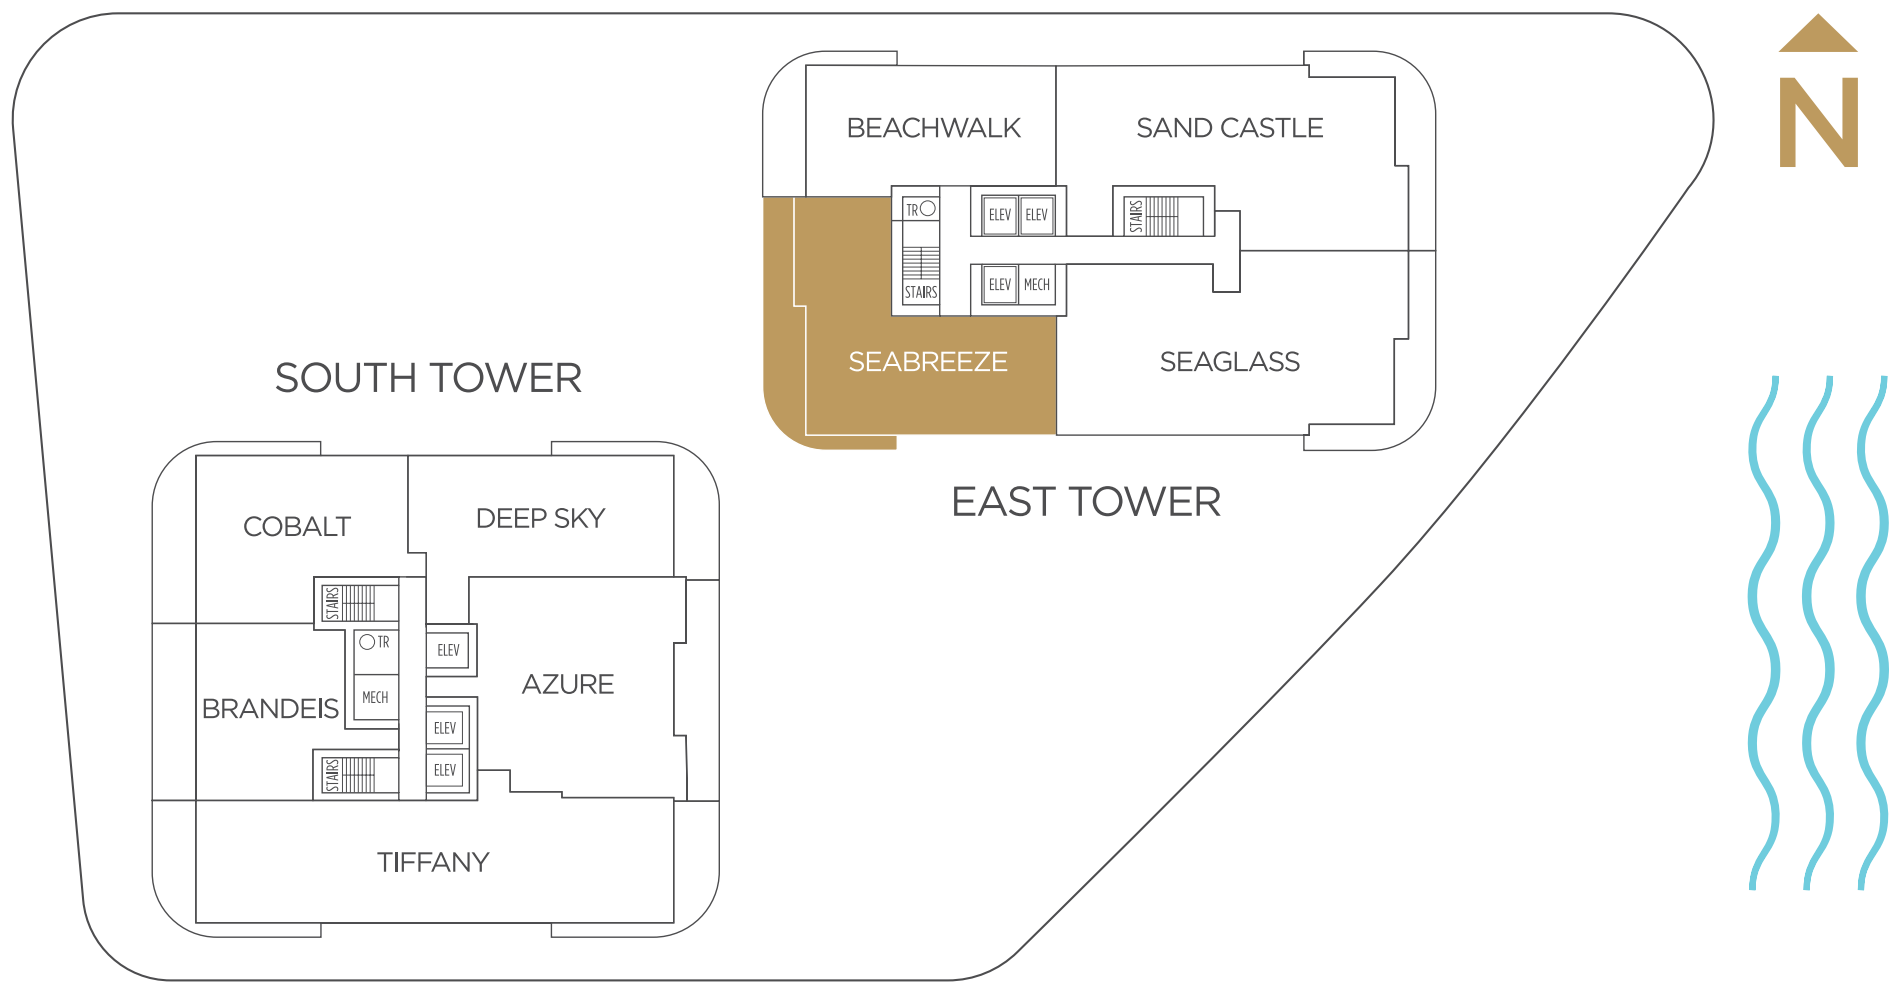 N
BEACHWALK
SAND CASTLE
TR
ELEV
ELEV
STAIRS
STAIRS
ELEV
MECH
SEABREEZE
SEAGLASS
EAST TOWER
SOUTH TOWER
COBALT
DEEP SKY
STAIRS
TR
ELEV
MECH
BRANDEIS
AZURE
ELEV
ELEV
STAIRS
TIFFANY